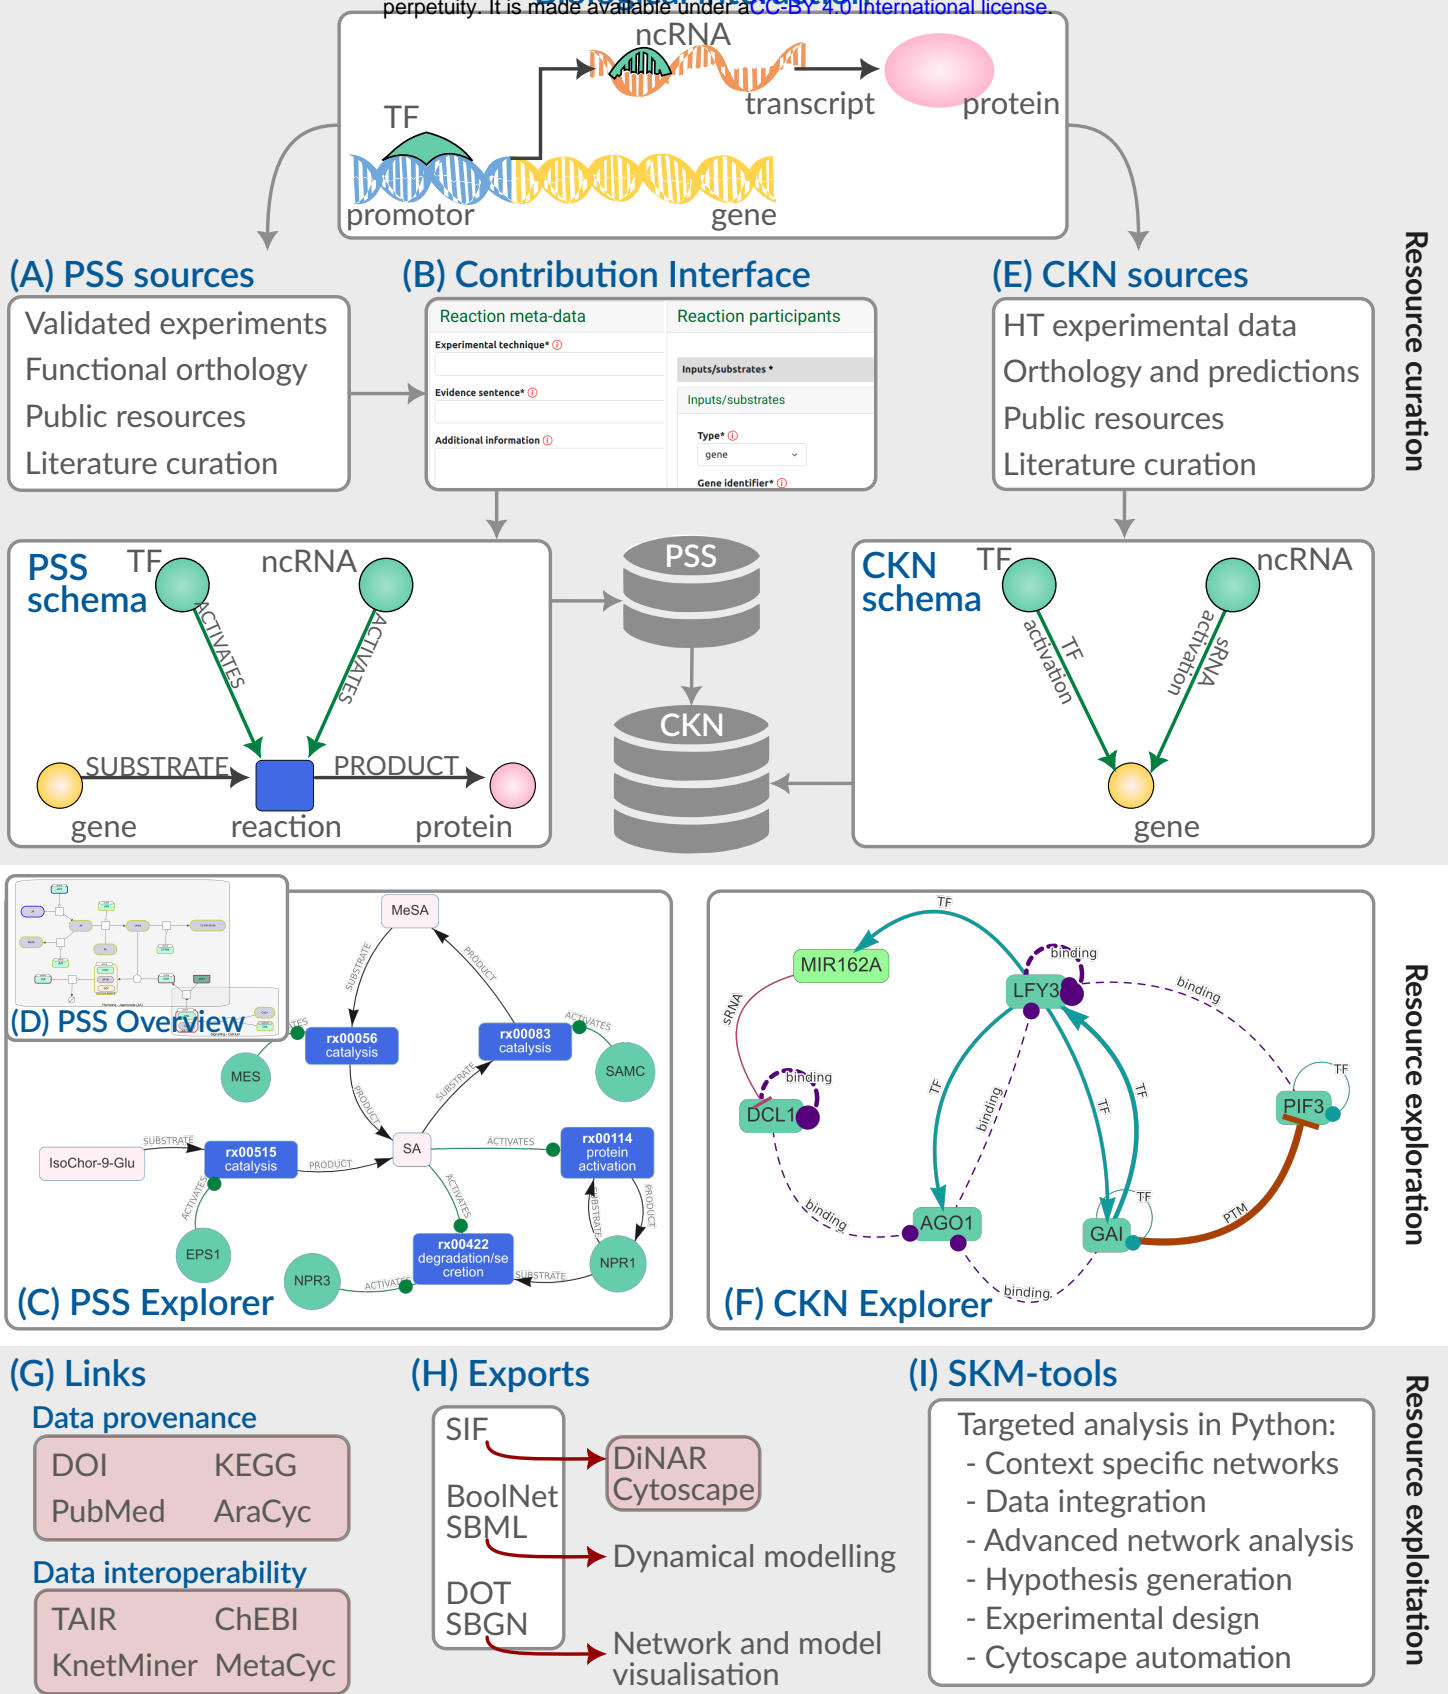 perpetuity. It is made available under aCC-BY 4.0 International license.
ncRNA
TF
transcript
protein
promotor
gene
Resource curation
(A) PSS sources
Validated experiments
Functional orthology
Public resources
Literature curation
(B) Contribution Interface
Reaction meta-data
Experimental technique*
Evidence sentence*
Additional information
Reaction participants
Inputs/substrates *
Inputs/substrates
Type*
gene
Gene identifier*
(E) CKN sources
HT experimental data
Orthology and predictions
Public resources
Literature curation
PSS
schema
TF
ncRNA
ACTIVATES
ACTIVATES
SUBSTRATE
PRODUCT
gene
reaction
protein
PSS
CKN
CKN
schema
TF
ncRNA
TF
activation
sRNA
activation
gene
Resource exploration
(D) PSS Overview
MeSA
SUBSTRATE
PRODUCT
rx00056
catalysis
rx00083
catalysis
ACTIVATES
MES
SAMC
PRODUCT
SUBSTRATE
IsoChor-9-Glu
SUBSTRATE
rx00515
catalysis
PRODUCT
SA
ACTIVATES
rx00114
protein
activation
ACTIVATES
ACTIVATES
SUBSTRATE
PRODUCT
EPS1
NPR3
ACTIVATES
rx00422
degradation/se
cretion
SUBSTRATE
NPR1
(C) PSS Explorer
TF
MIR162A
binding
LFY3
binding
sRNA
binding
DCL1
TF
binding
TF
TF
TF
PIF3
binding
AGO1
TF
GAI
PTM
binding
(F) CKN Explorer
Resource exploitation
(G) Links
Data provenance
DOI KEGG
PubMed AraCyc
Data interoperability
TAIR ChEBI
KnetMiner MetaCyc
(H) Exports
SIF
DiNAR
Cytoscape
BoolNet
SBML
Dynamical modelling
DOT
SBGN
Network and model
visualisation
(I) SKM-tools
Targeted analysis in Python:
- Context specific networks
- Data integration
- Advanced network analysis
- Hypothesis generation
- Experimental design
- Cytoscape automation